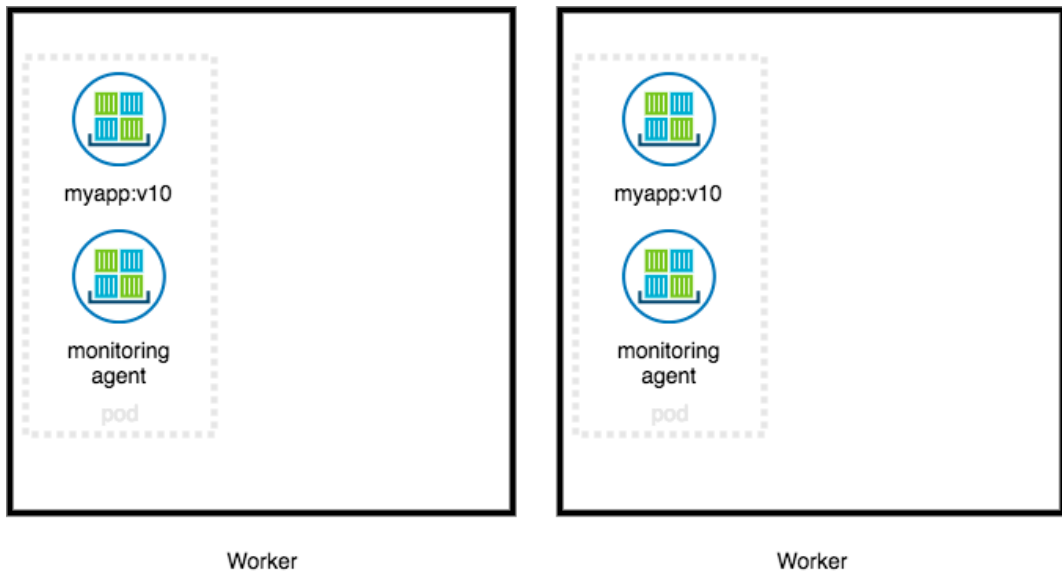 myapp:v10
monitoring
agent
pod
Worker
myapp:v10
monitoring
agent
pod
Worker